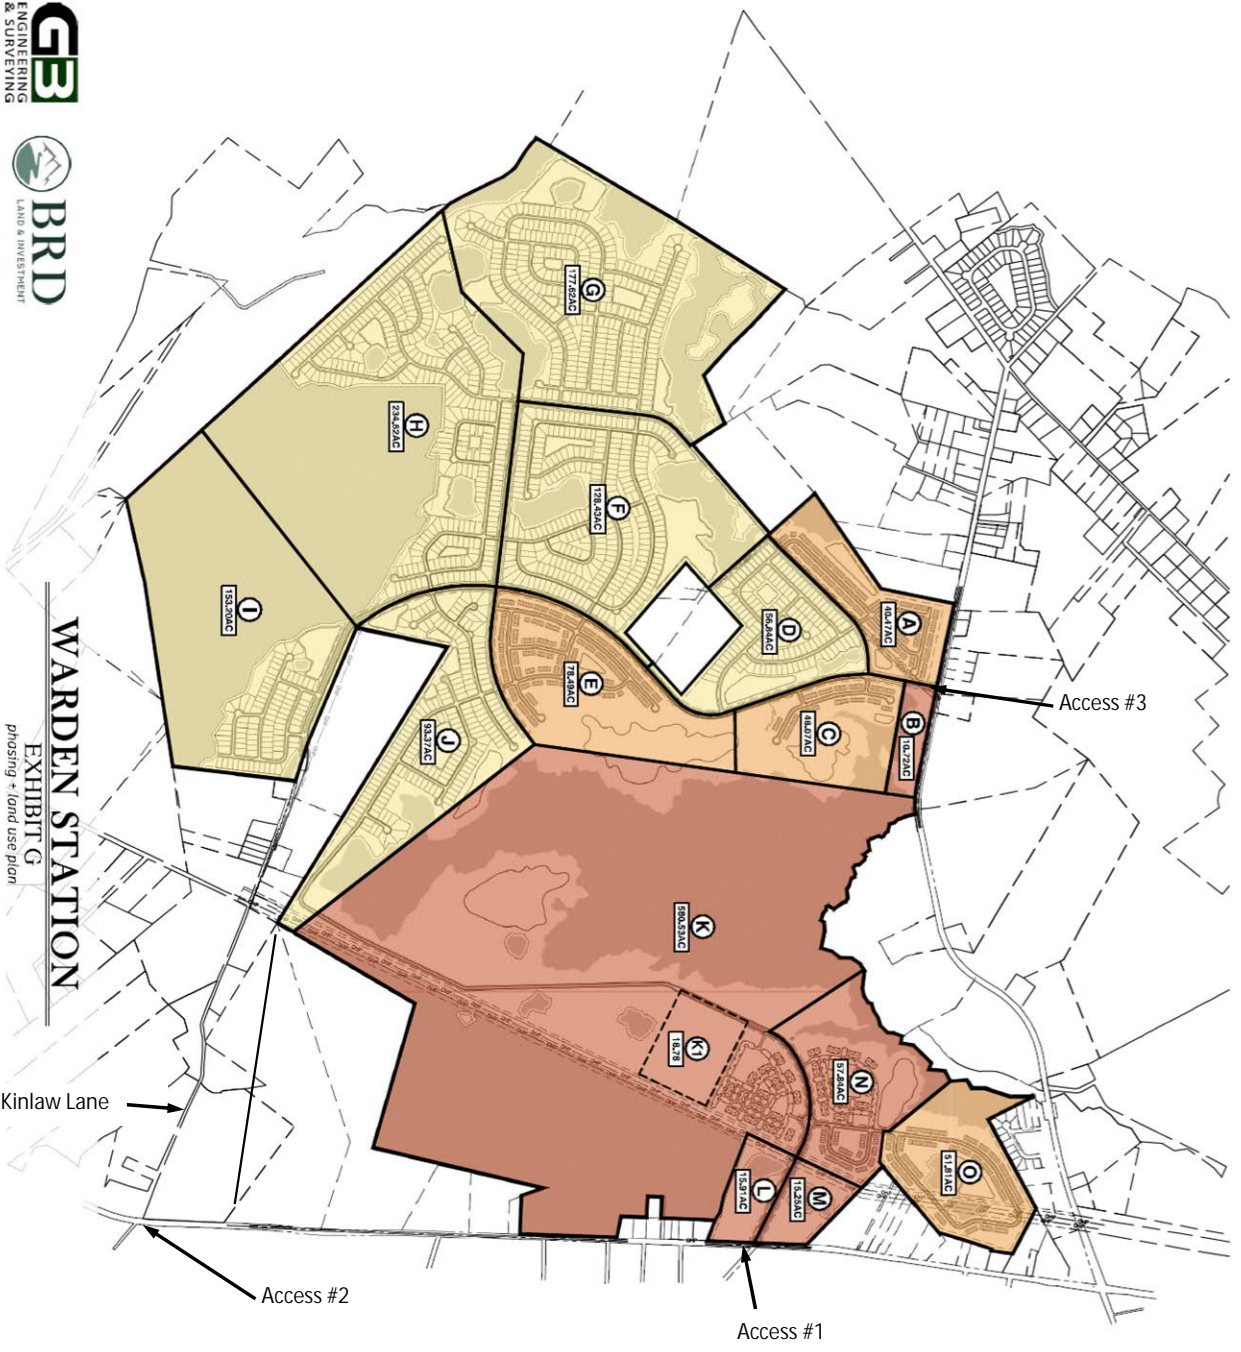 G3
ENGINEERING
& SURVEYING
BRD
LAND & INVESTMENT
G
177.62AC
H
234.82AC
F
128.43AC
I
153.20AC
D
56.84AC
A
40.47AC
E
78.49AC
C
48.07AC
B
10.72AC
J
93.37AC
K
580.53AC
K1
18.78
N
57.84AC
O
51.81AC
L
15.91AC
M
15.25AC
Access #3
Kinlaw Lane
Access #2
Access #1
WARDEN STATION
EXHIBIT G
phasing + land use plan